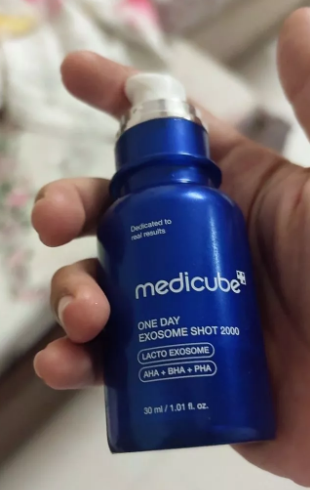 Dedicated to
real results
medicube
ONE DAY
EXOSOME SHOT 2000
LACTO EXOSOME
AHA + BHA + PHA
30 ml / 1.01 fl. oz.